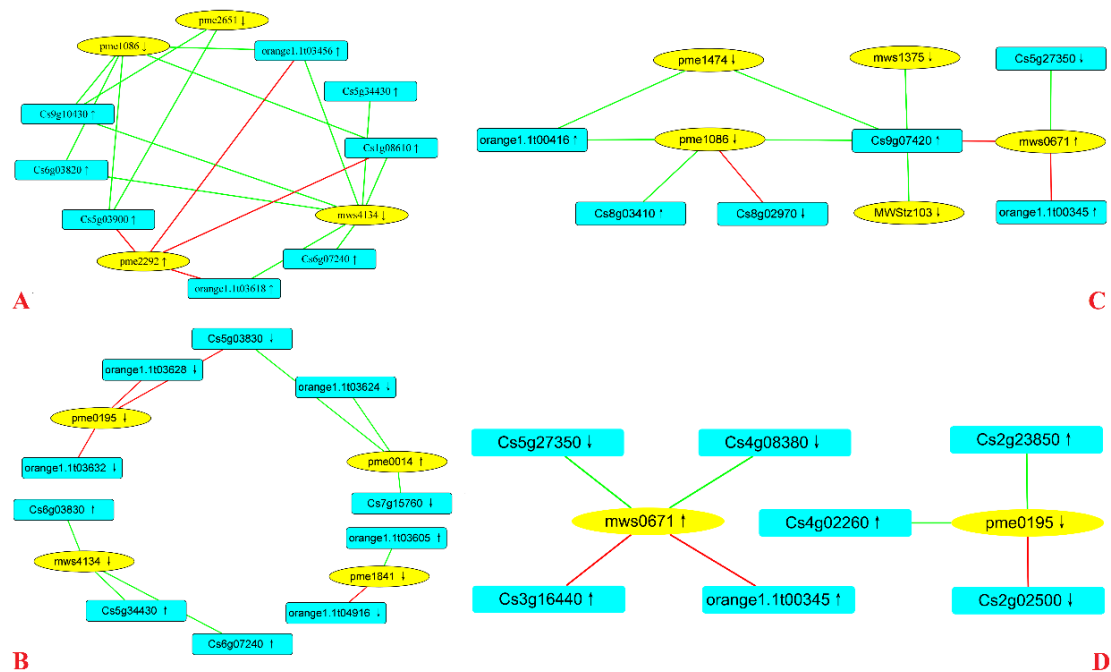 pme2651 ↓
pme1086 ↓
orange1.1t03456 ↑
Cs5g34430 ↑
Cs9g10430 ↑
Cs1g08610 ↑
Cs6g03820 ↑
Cs5g03900 ↑
mws4134 ↓
pme2292 ↑
Cs6g07240 ↑
orange1.1t03618 ↑
A
pme1474 ↓
mws1375 ↓
Cs5g27350 ↓
orange1.1t00416 ↑
pme1086 ↓
Cs9g07420 ↑
mws0671 ↑
Cs8g03410 ↑
Cs8g02970 ↓
MWStz103 ↓
orange1.1t00345 ↑
C
Cs5g03830 ↓
orange1.1t03628 ↓
orange1.1t03624 ↓
pme0195 ↓
pme0014 ↑
orange1.1t03632 ↓
Cs7g15760 ↓
Cs6g03830 ↑
orange1.1t03605 ↑
mws4134 ↓
pme1841 ↓
Cs5g34430 ↑
orange1.1t04916 ↓
Cs6g07240 ↑
B
Cs5g27350 ↓
Cs4g08380 ↓
Cs2g23850 ↑
mws0671 ↑
Cs4g02260 ↑
pme0195 ↓
Cs3g16440 ↑
orange1.1t00345 ↑
Cs2g02500 ↓
D